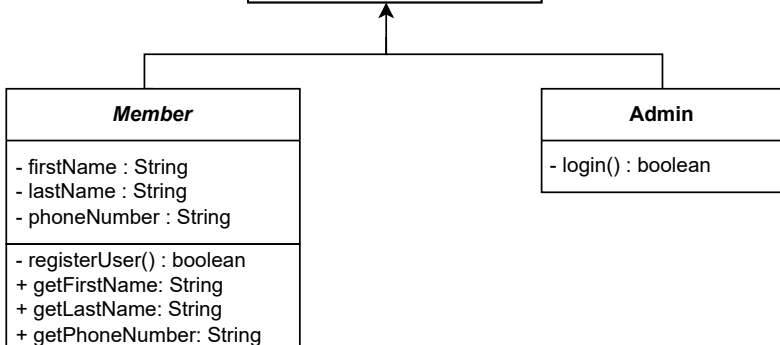 Member
- firstName : String
- lastName : String
- phoneNumber : String
- registerUser() : boolean
+ getFirstName: String
+ getLastName: String
+ getPhoneNumber: String
Admin
- login() : boolean